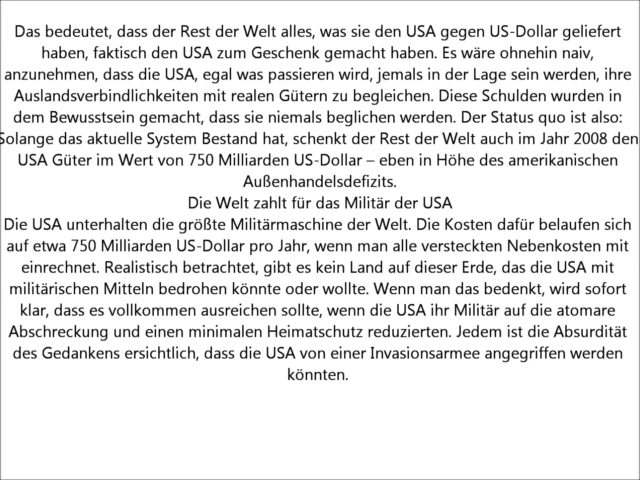 Das bedeutet, dass der Rest der Welt alles, was sie den USA gegen US-Dollar geliefert
haben, faktisch den USA zum Geschenk gemacht haben. Es wäre ohnehin naiv,
anzunehmen, dass die USA, egal was passieren wird, jemals in der Lage sein werden, ihre
Auslandsverbindlichkeiten mit realen Gütern zu begleichen. Diese Schulden wurden in
dem Bewusstsein gemacht, dass sie niemals beglichen werden. Der Status quo ist also:
Solange das aktuelle System Bestand hat, schenkt der Rest der Welt auch im Jahr 2008 den
USA Güter im Wert von 750 Milliarden US-Dollar – eben in Höhe des amerikanischen
Außenhandelsdefizits.
Die Welt zahlt für das Militär der USA
Die USA unterhalten die größte Militärmaschine der Welt. Die Kosten dafür belaufen sich
auf etwa 750 Milliarden US-Dollar pro Jahr, wenn man alle versteckten Nebenkosten mit
einrechnet. Realistisch betrachtet, gibt es kein Land auf dieser Erde, das die USA mit
militärischen Mitteln bedrohen könnte oder wollte. Wenn man das bedenkt, wird sofort
klar, dass es vollkommen ausreichen sollte, wenn die USA ihr Militär auf die atomare
Abschreckung und einen minimalen Heimatschutz reduzierten. Jedem ist die Absurdität
des Gedankens ersichtlich, dass die USA von einer Invasionsarmee angegriffen werden
könnten.